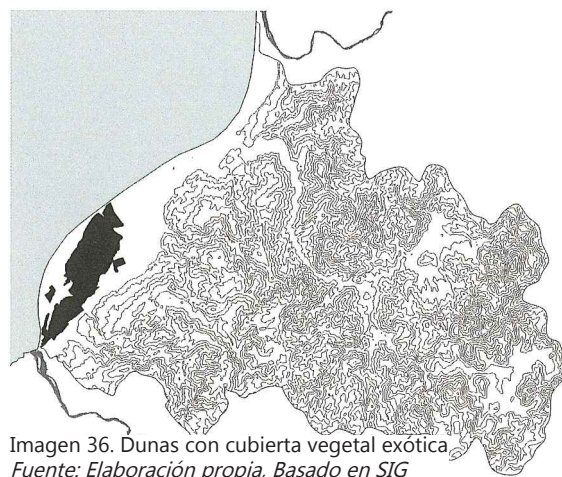 Imagen 36. Dunas con cubierta vegetal exótica
Fuente: Elaboración propia. Basado en SIG